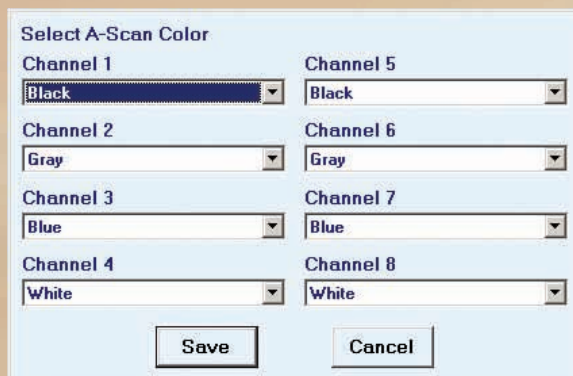 Select A-Scan Color
Channel 1
Black
Channel 5
Black
Channel 2
Gray
Channel 6
Gray
Channel 3
Blue
Channel 7
Blue
Channel 4
White
Channel 8
White
Save
Cancel